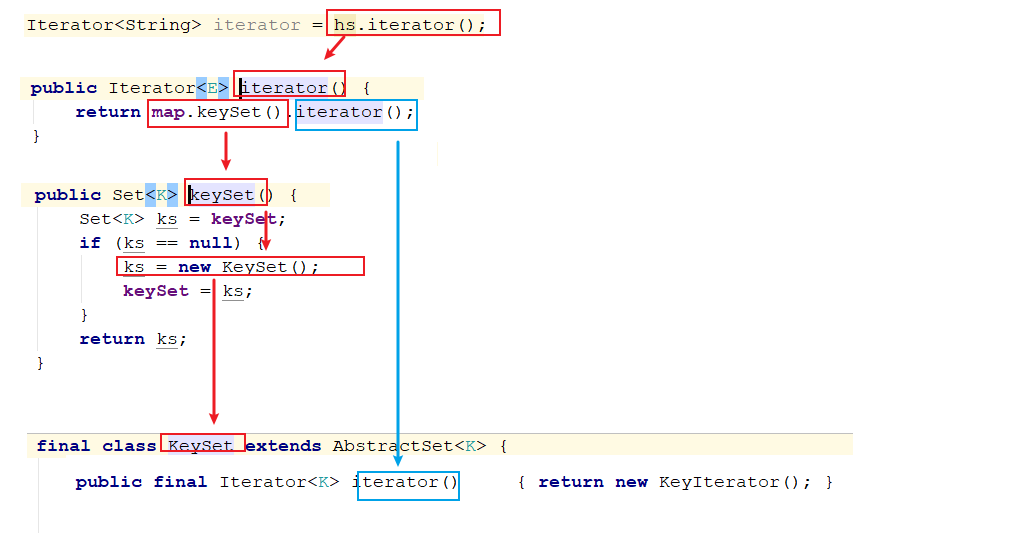 Iterator<String> iterator = hs.iterator();
public Iterator<E> iterator() {
return map.keySet().iterator();
}
public Set<K> keySet() {
Set<K> ks = keySet;
if (ks == null) {
ks = new KeySet();
keySet = ks;
}
return ks;
}
final class KeySet extends AbstractSet<K> {
public final Iterator<K> iterator() { return new KeyIterator(); }